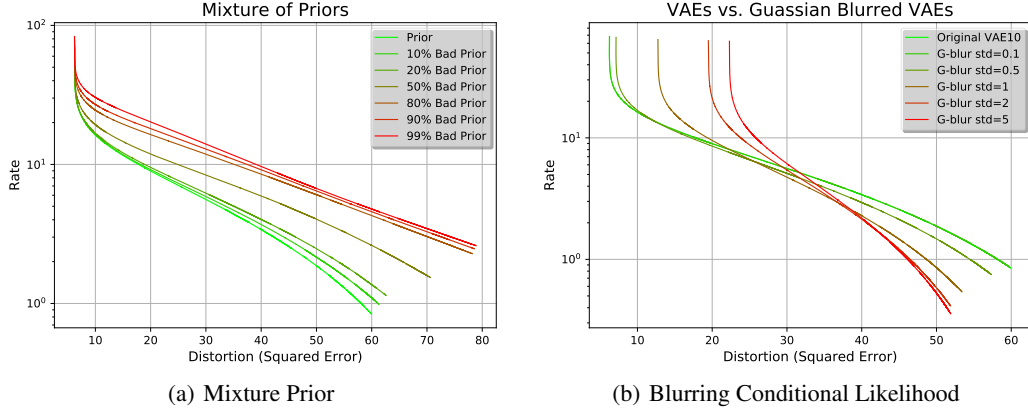 Mixture of Priors
Rate
10²
10¹
10⁰
Prior
10% Bad Prior
20% Bad Prior
50% Bad Prior
80% Bad Prior
90% Bad Prior
99% Bad Prior
10 20 30 40 50 60 70 80
Distortion (Squared Error)
(a) Mixture Prior
VAEs vs. Guassian Blurred VAEs
Rate
10¹
10⁰
Original VAE10
G-blur std=0.1
G-blur std=0.5
G-blur std=1
G-blur std=2
G-blur std=5
10 20 30 40 50 60
Distortion (Squared Error)
(b) Blurring Conditional Likelihood